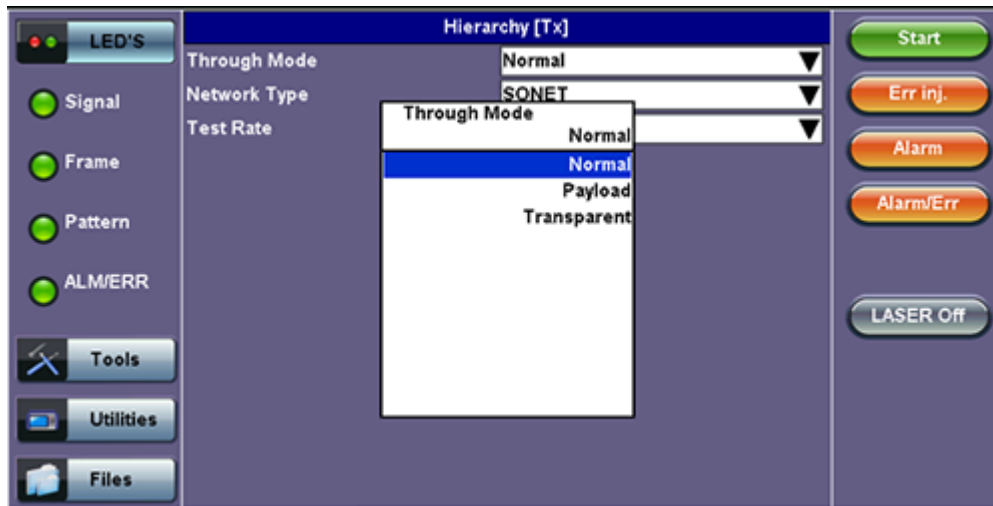 LED'S
Signal
Frame
Pattern
ALM/ERR
Tools
Utilities
Files
Hierarchy [Tx]
Through Mode
Normal
Network Type
SONET
Test Rate
Through Mode
Normal
Normal
Payload
Transparent
Start
Err inj.
Alarm
Alarm/Err
LASER Off